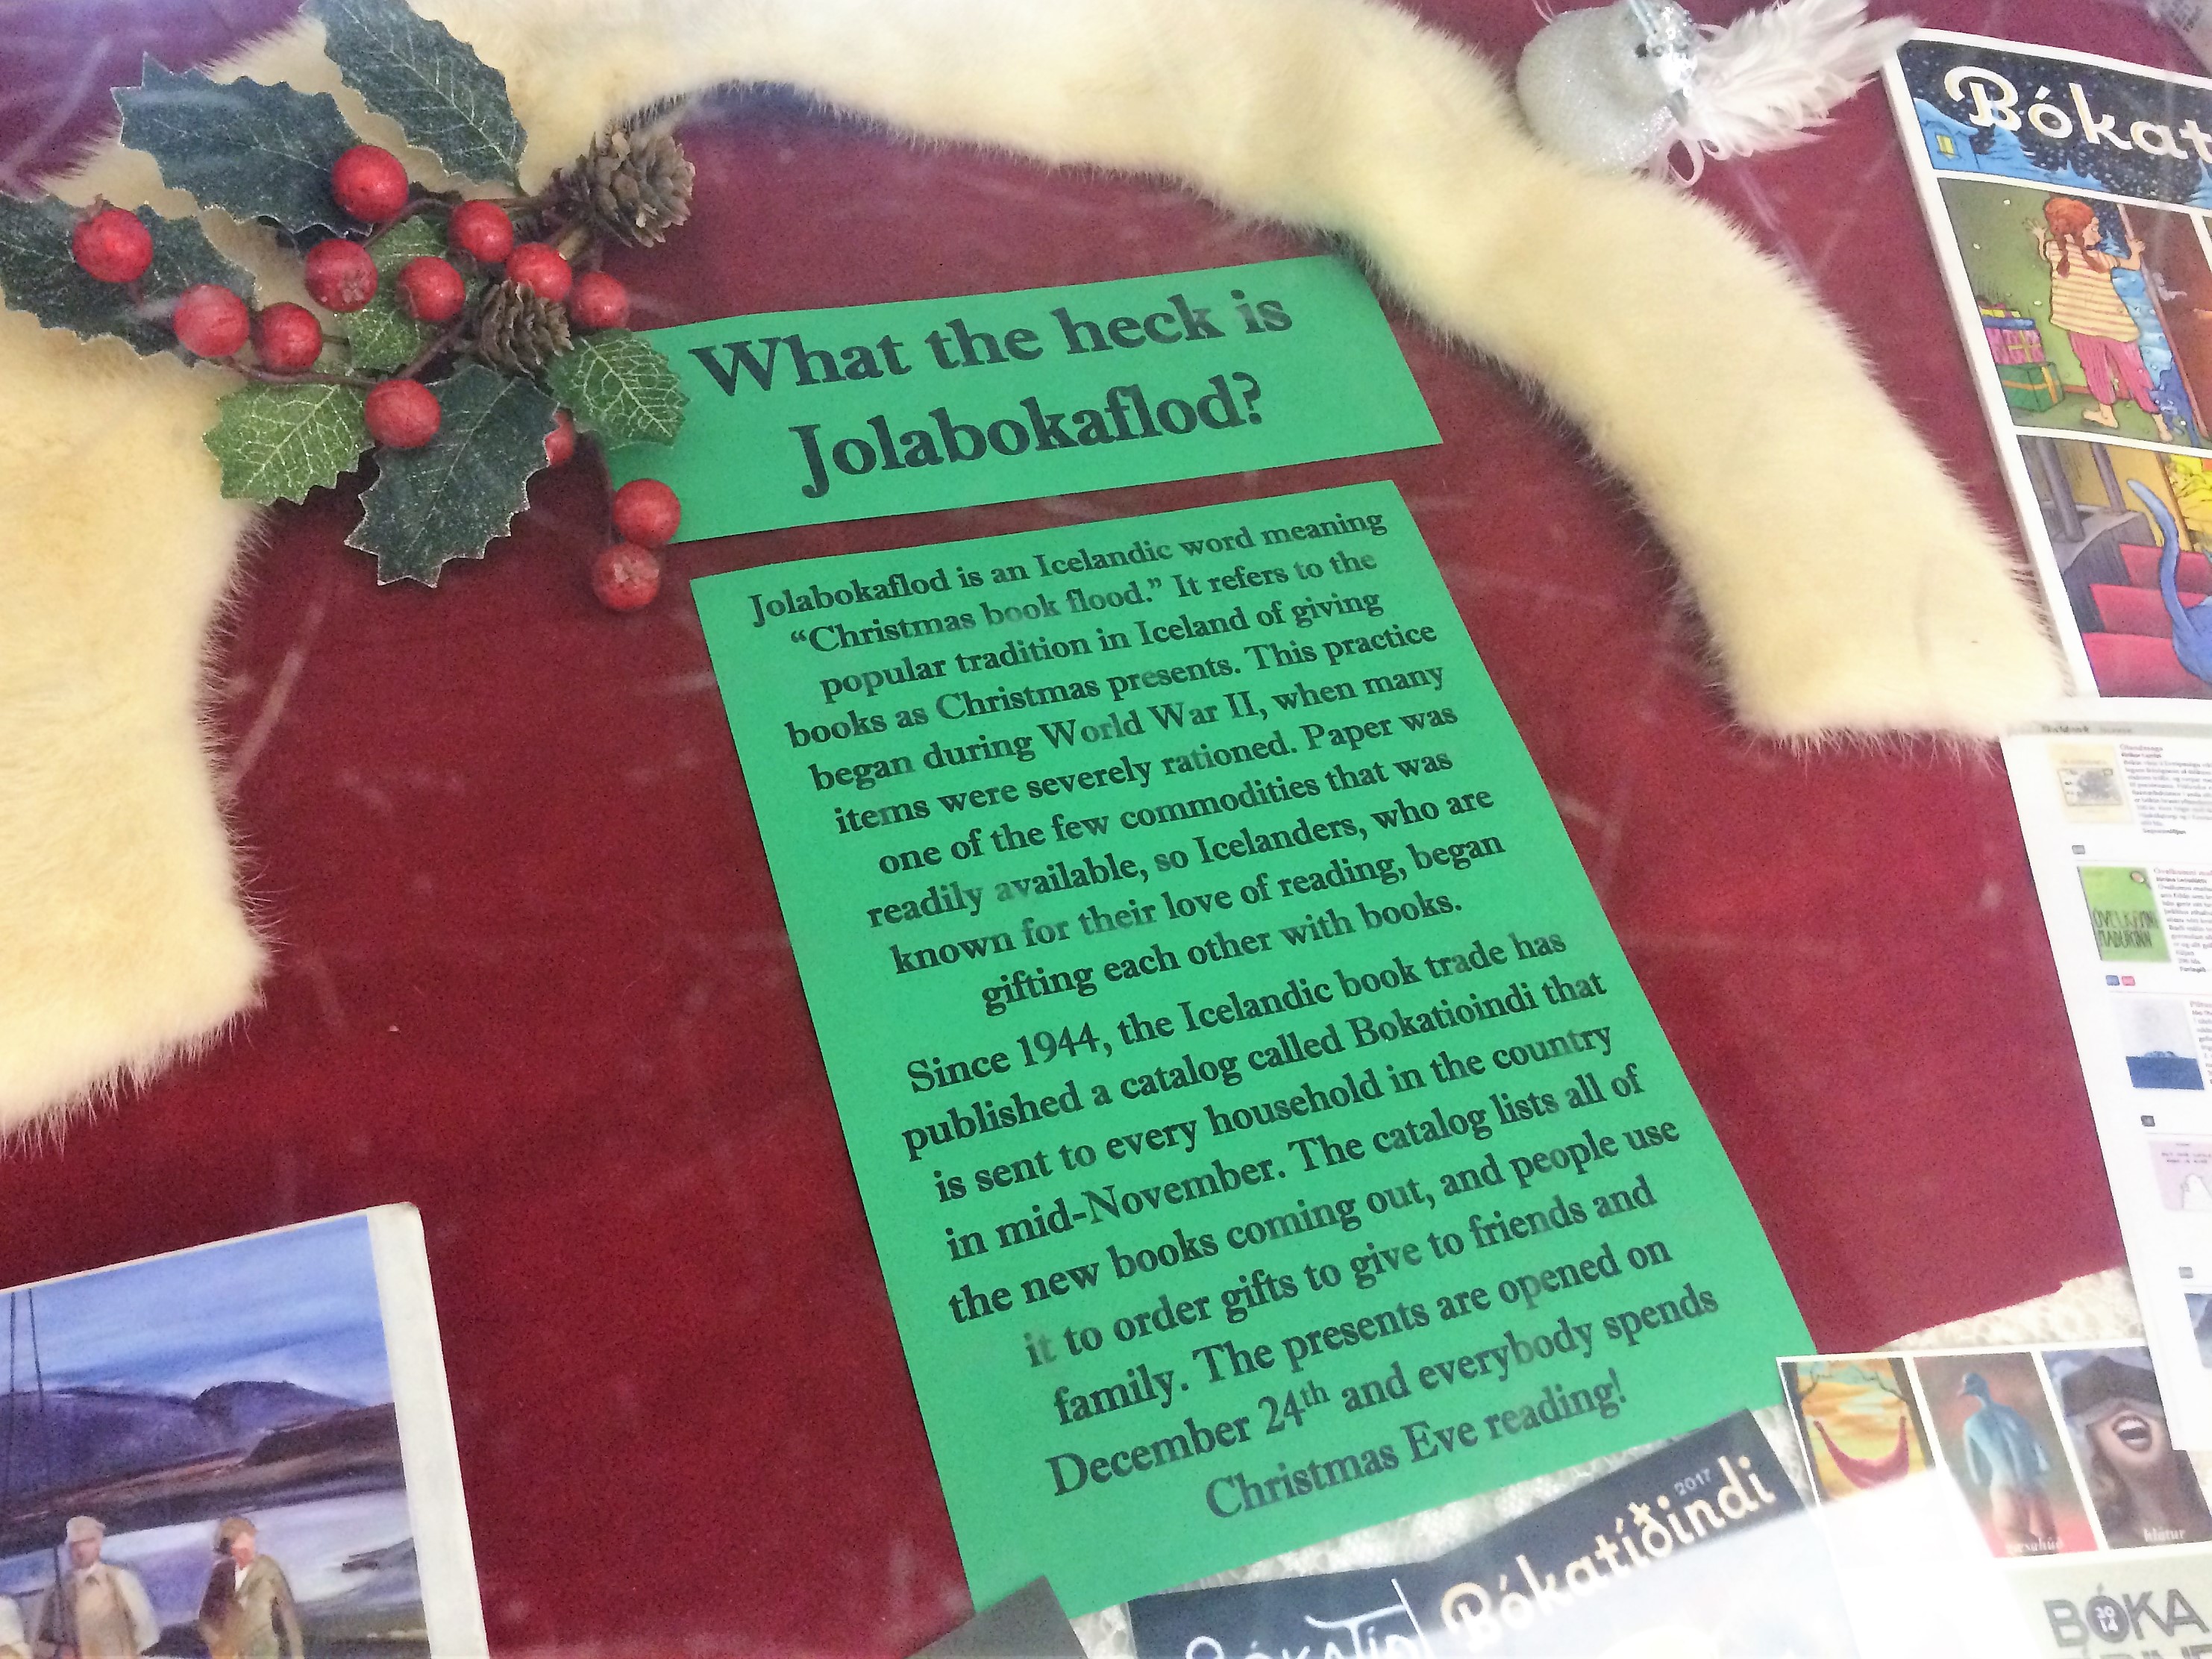 What the heck is
Jolabokaflod?
Jolabokaflod is an Icelandic word meaning
“Christmas book flood.” It refers to the
popular tradition in Iceland of giving
books as Christmas presents. This practice
began during World War II, when many
items were severely rationed. Paper was
one of the few commodities that was
readily available, so Icelanders, who are
known for their love of reading, began
gifting each other with books.
Since 1944, the Icelandic book trade has
published a catalog called Bokatioindi that
is sent to every household in the country
in mid-November. The catalog lists all of
the new books coming out, and people use
it to order gifts to give to friends and
family. The presents are opened on
December 24th and everybody spends
Christmas Eve reading!
Bókat
2017
Bókatíðindi
klátur
BÓKA